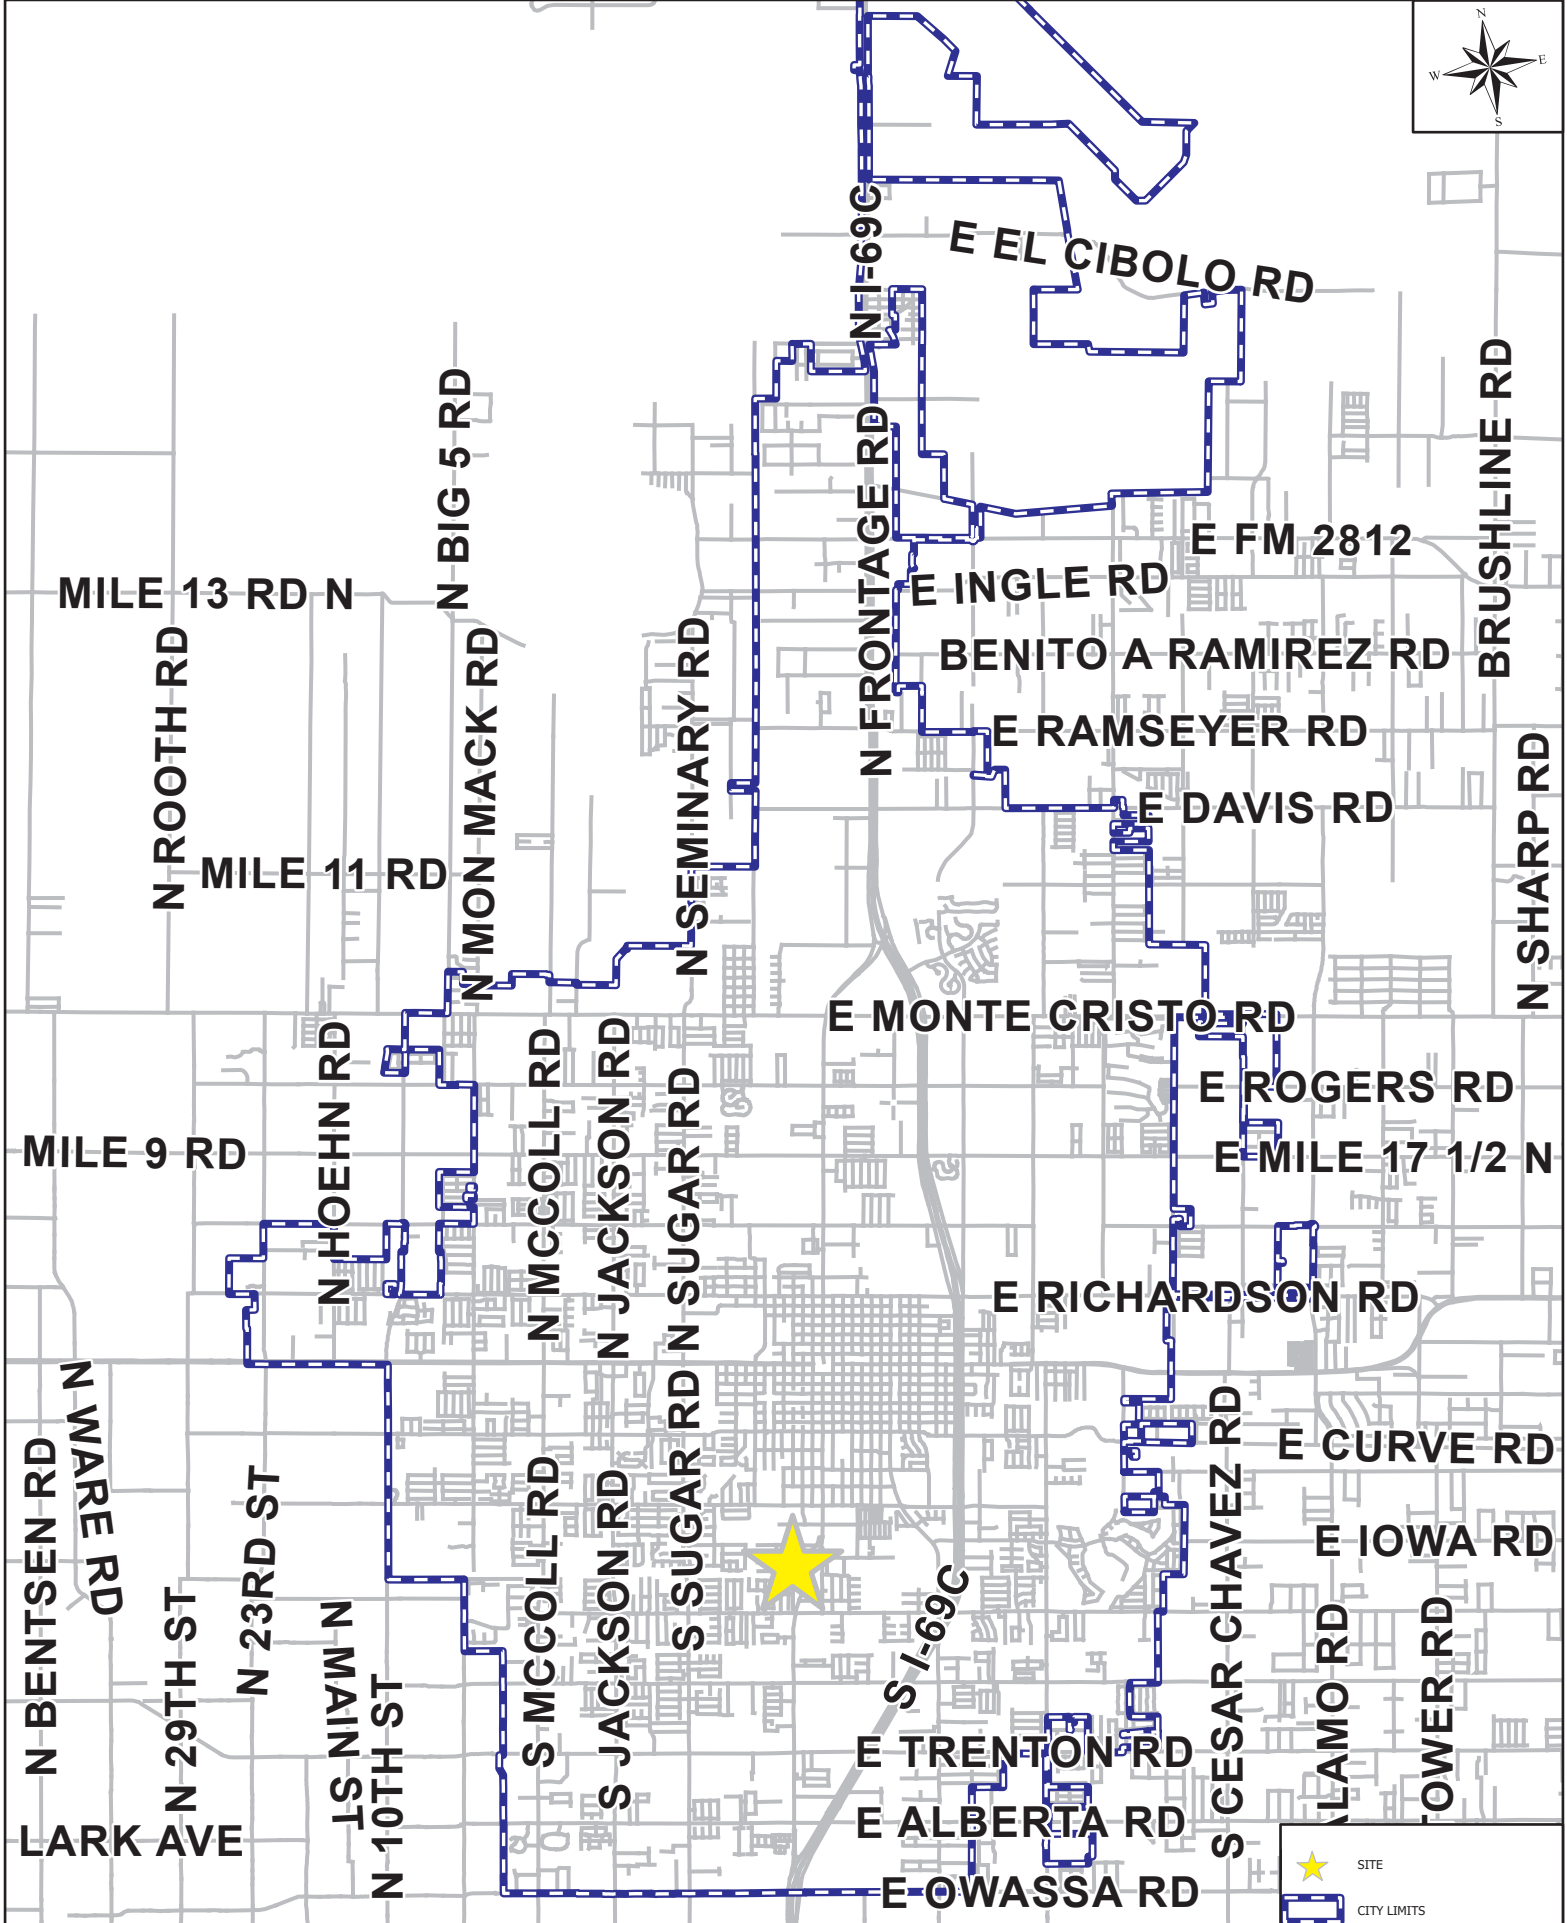 N
W
E
S
E EL CIBOLO RD
N I-69C
N BIG 5 RD
BRUSHLINE RD
N FRONTAGE RD
E FM 2812
E INGLE RD
MILE 13 RD N
N ROOTH RD
N MON MACK RD
N SEMINARY RD
BENITO A RAMIREZ RD
E RAMSEYER RD
N SHARP RD
E DAVIS RD
MILE 11 RD
E MONTE CRISTO RD
N HOEHN RD
N MCCOLL RD
N JACKSON RD
N SUGAR RD
E ROGERS RD
MILE 9 RD
E MILE 17 1/2 N
E RICHARDSON RD
N WARE RD
S SUGAR RD
S CESAR CHAVEZ RD
E CURVE RD
N BENTSEN RD
N 23RD ST
S MCCOLL RD
S JACKSON RD
E IOWA RD
N 29TH ST
N MAIN ST
N 10TH ST
S I-69C
ALAMO RD
TOWER RD
E TRENTON RD
E ALBERTA RD
LARK AVE
E OWASSA RD
SITE
CITY LIMITS